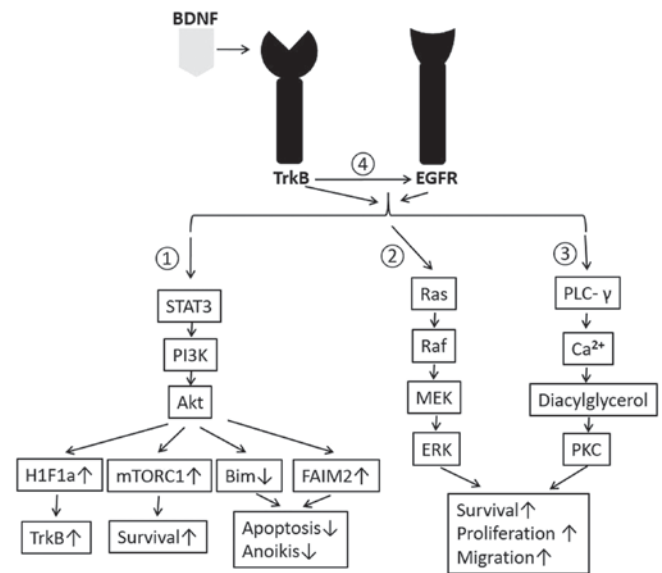 BDNF
④
TrkB
EGFR
①
②
③
STAT3
Ras
PLC- γ
PI3K
Raf
Ca²⁺
Akt
MEK
Diacylglycerol
H1F1a↑
mTORC1↑
Bim↓
FAIM2↑
ERK
PKC
TrkB↑
Survival↑
Apoptosis↓
Anoikis↓
Survival↑
Proliferation ↑
Migration↑